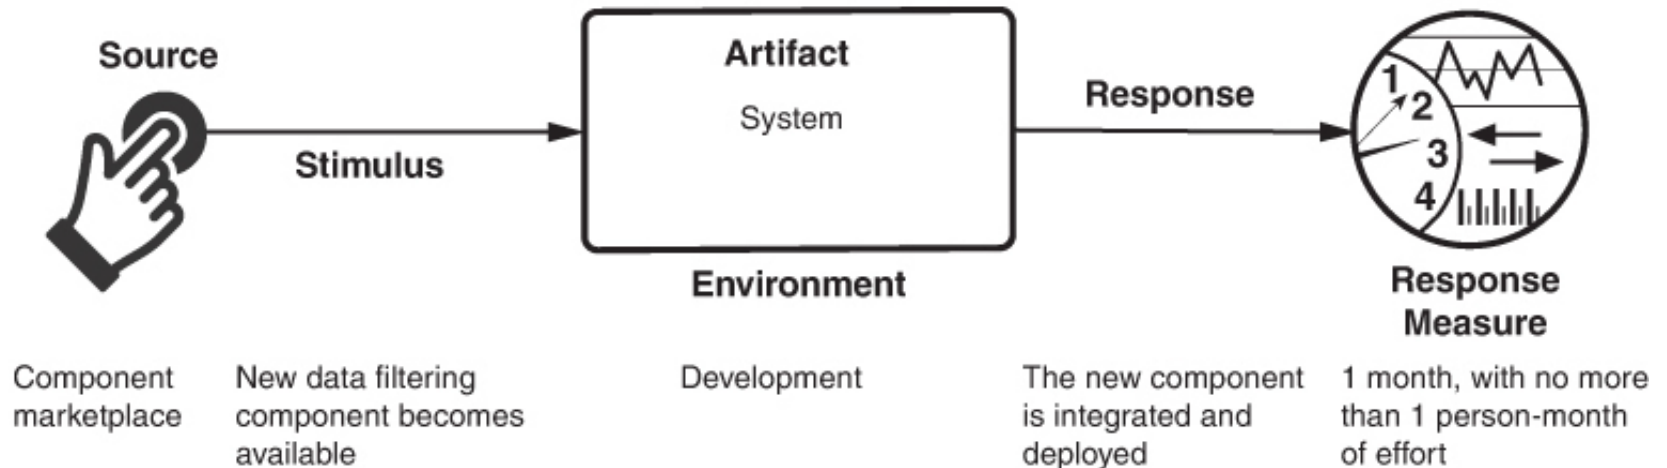 Source
Stimulus
Artifact
System
Environment
Response
1
2
3
4
Response
Measure
Component
marketplace
New data filtering
component becomes
available
Development
The new component
is integrated and
deployed
1 month, with no more
than 1 person-month
of effort